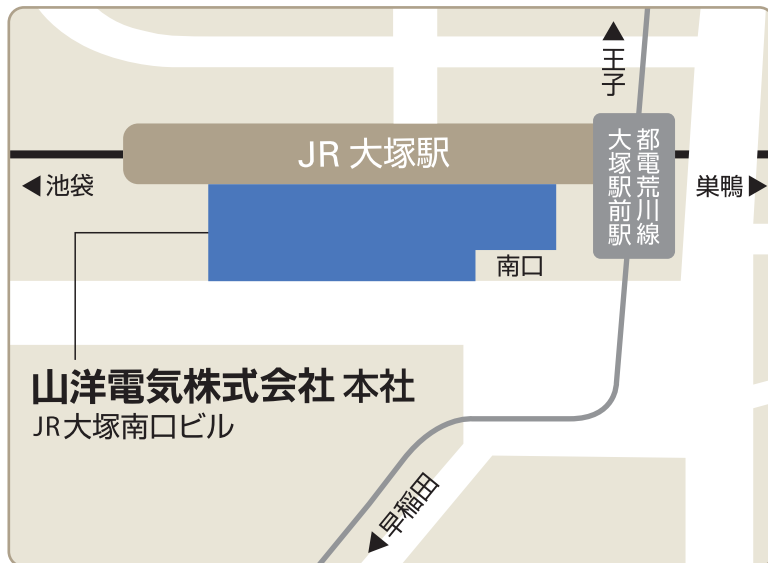 ▲王子
JR 大塚駅
都電荒川線
大塚駅前駅
◀池袋
巣鴨▶
南口
山洋電気株式会社 本社
JR大塚南口ビル
▼早稲田